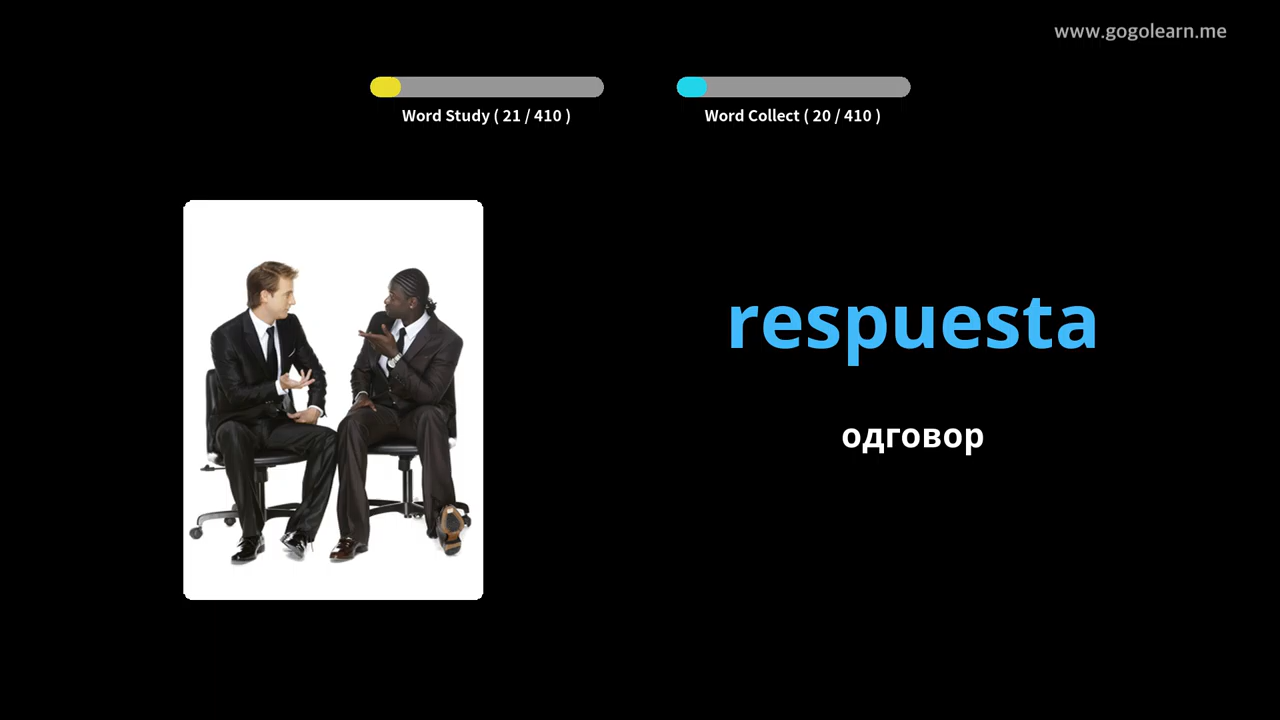 www.gogolearn.me
Word Study ( 21 / 410 )
Word Collect ( 20 / 410 )
respuesta
одговор